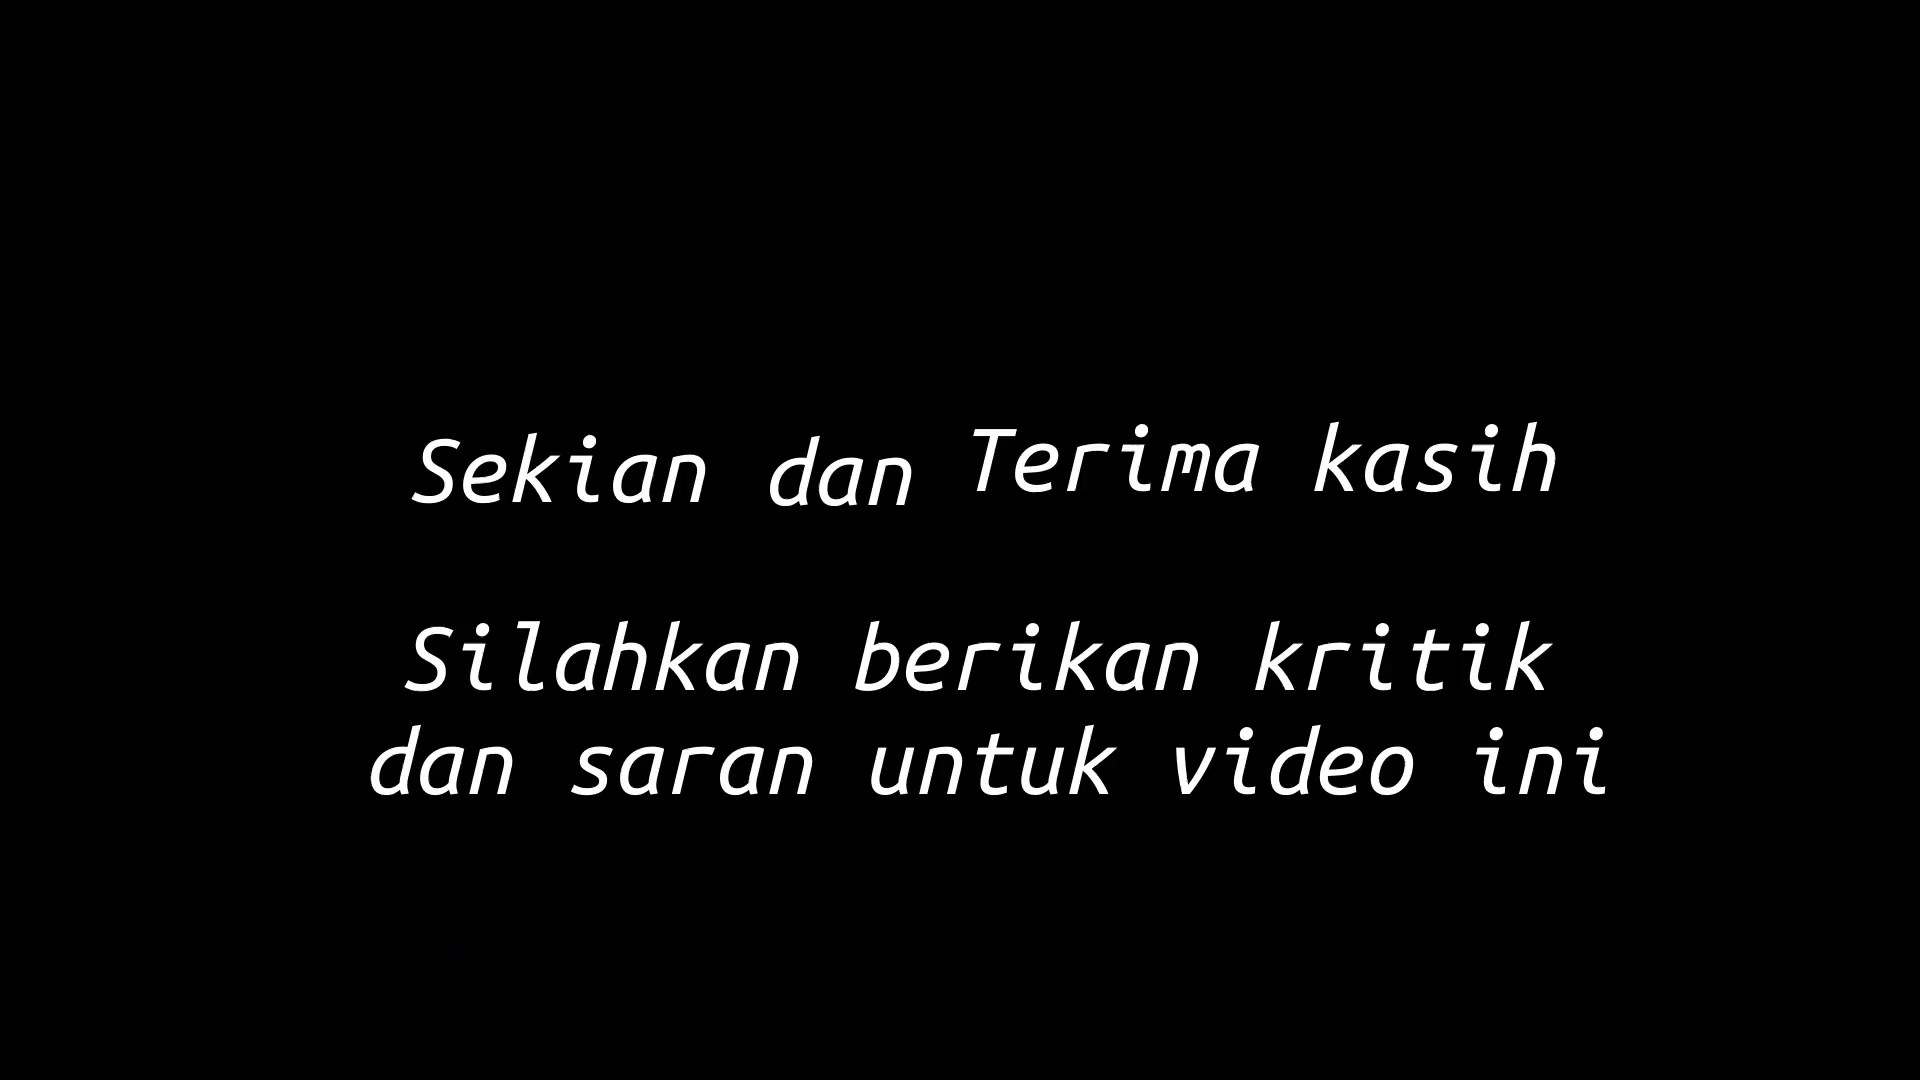 Sekian dan Terima kasih
Silahkan berikan kritik
dan saran untuk video ini